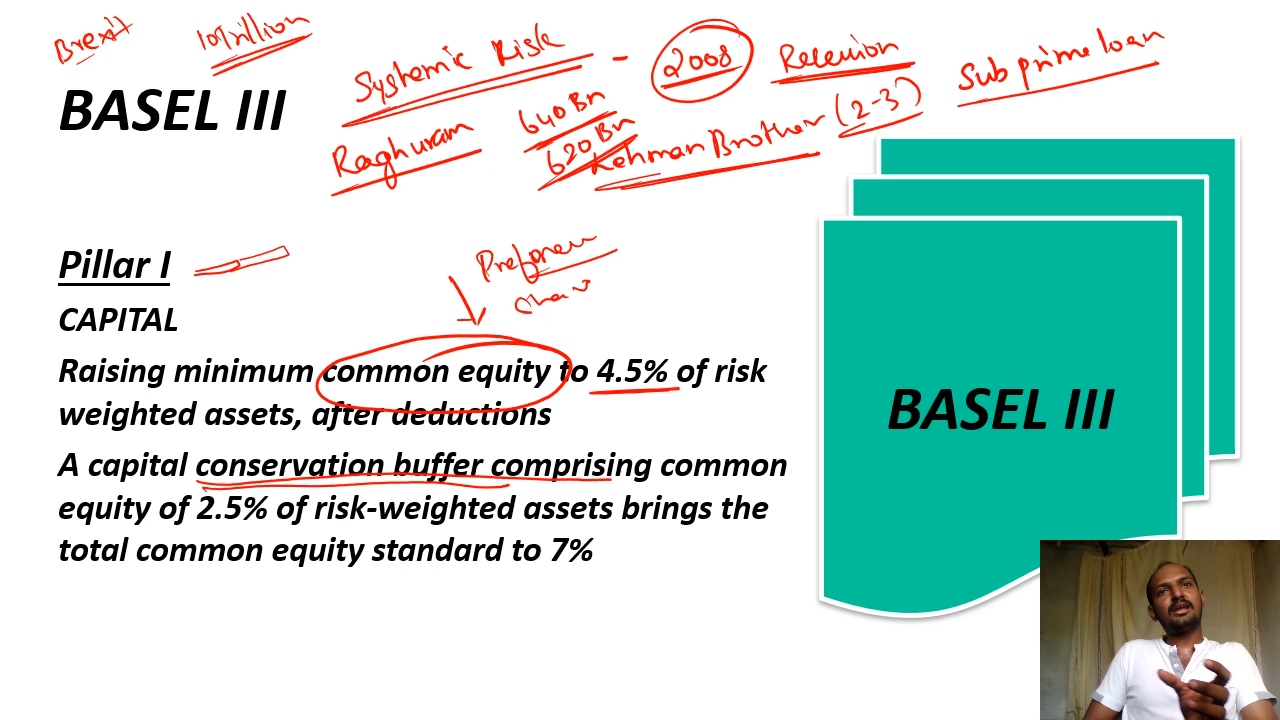 Brexit
10 Trillion
Systemic Risk - 2008 Recession
Sub prime loan
BASEL III
Raghuram
640 Bn
620 Bn
Lehman Brother (2-3)
Pillar I
CAPITAL
Raising minimum common equity to 4.5% of risk
weighted assets, after deductions
A capital conservation buffer comprising common
equity of 2.5% of risk-weighted assets brings the
total common equity standard to 7%
BASEL III